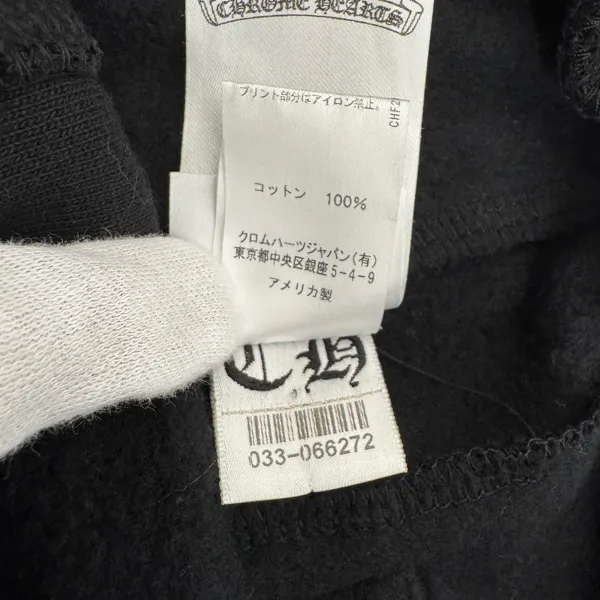 CHROME HEARTS
プリント部分はアイロン禁止。
CHF2
コットン 100%
クロムハーツジャパン(有)
東京都中央区銀座5-4-9
アメリカ製
CH
033-066272